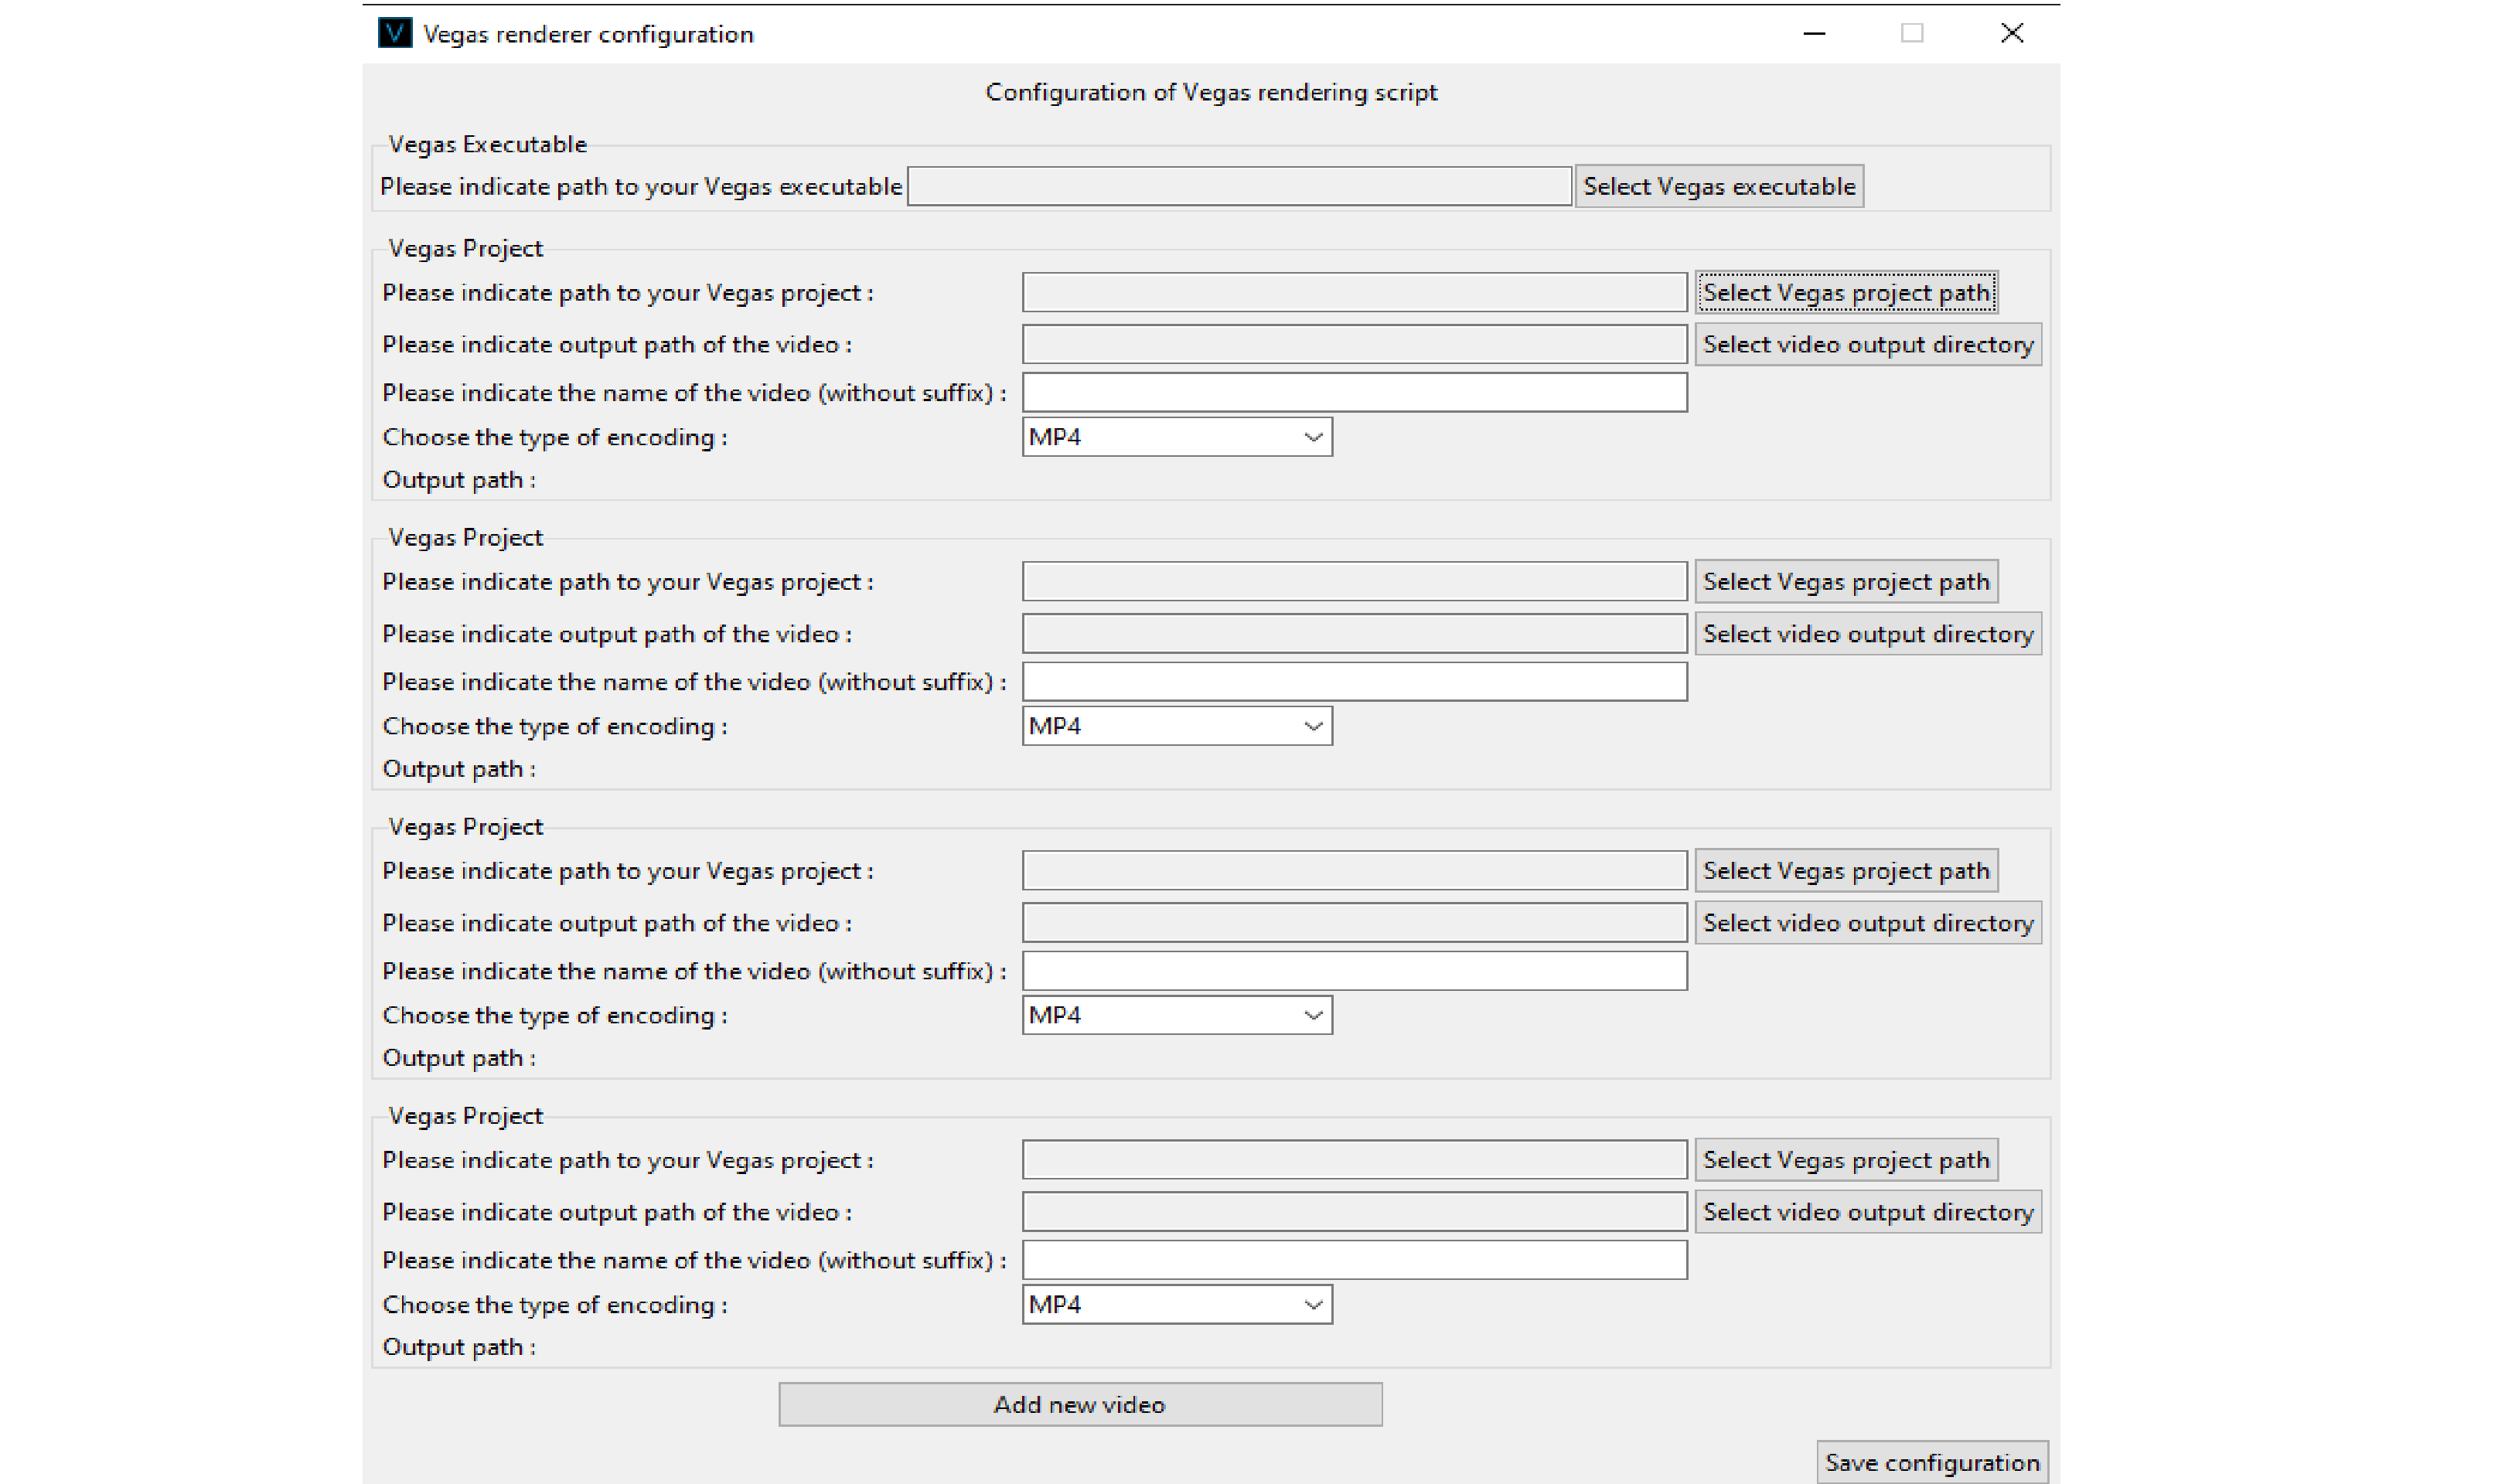 V Vegas renderer configuration
Configuration of Vegas rendering script
Vegas Executable
Please indicate path to your Vegas executable Select Vegas executable
Vegas Project
Please indicate path to your Vegas project : Select Vegas project path
Please indicate output path of the video : Select video output directory
Please indicate the name of the video (without suffix) :
Choose the type of encoding : MP4
Output path :
Vegas Project
Please indicate path to your Vegas project : Select Vegas project path
Please indicate output path of the video : Select video output directory
Please indicate the name of the video (without suffix) :
Choose the type of encoding : MP4
Output path :
Vegas Project
Please indicate path to your Vegas project : Select Vegas project path
Please indicate output path of the video : Select video output directory
Please indicate the name of the video (without suffix) :
Choose the type of encoding : MP4
Output path :
Vegas Project
Please indicate path to your Vegas project : Select Vegas project path
Please indicate output path of the video : Select video output directory
Please indicate the name of the video (without suffix) :
Choose the type of encoding : MP4
Output path :
Add new video
Save configuration